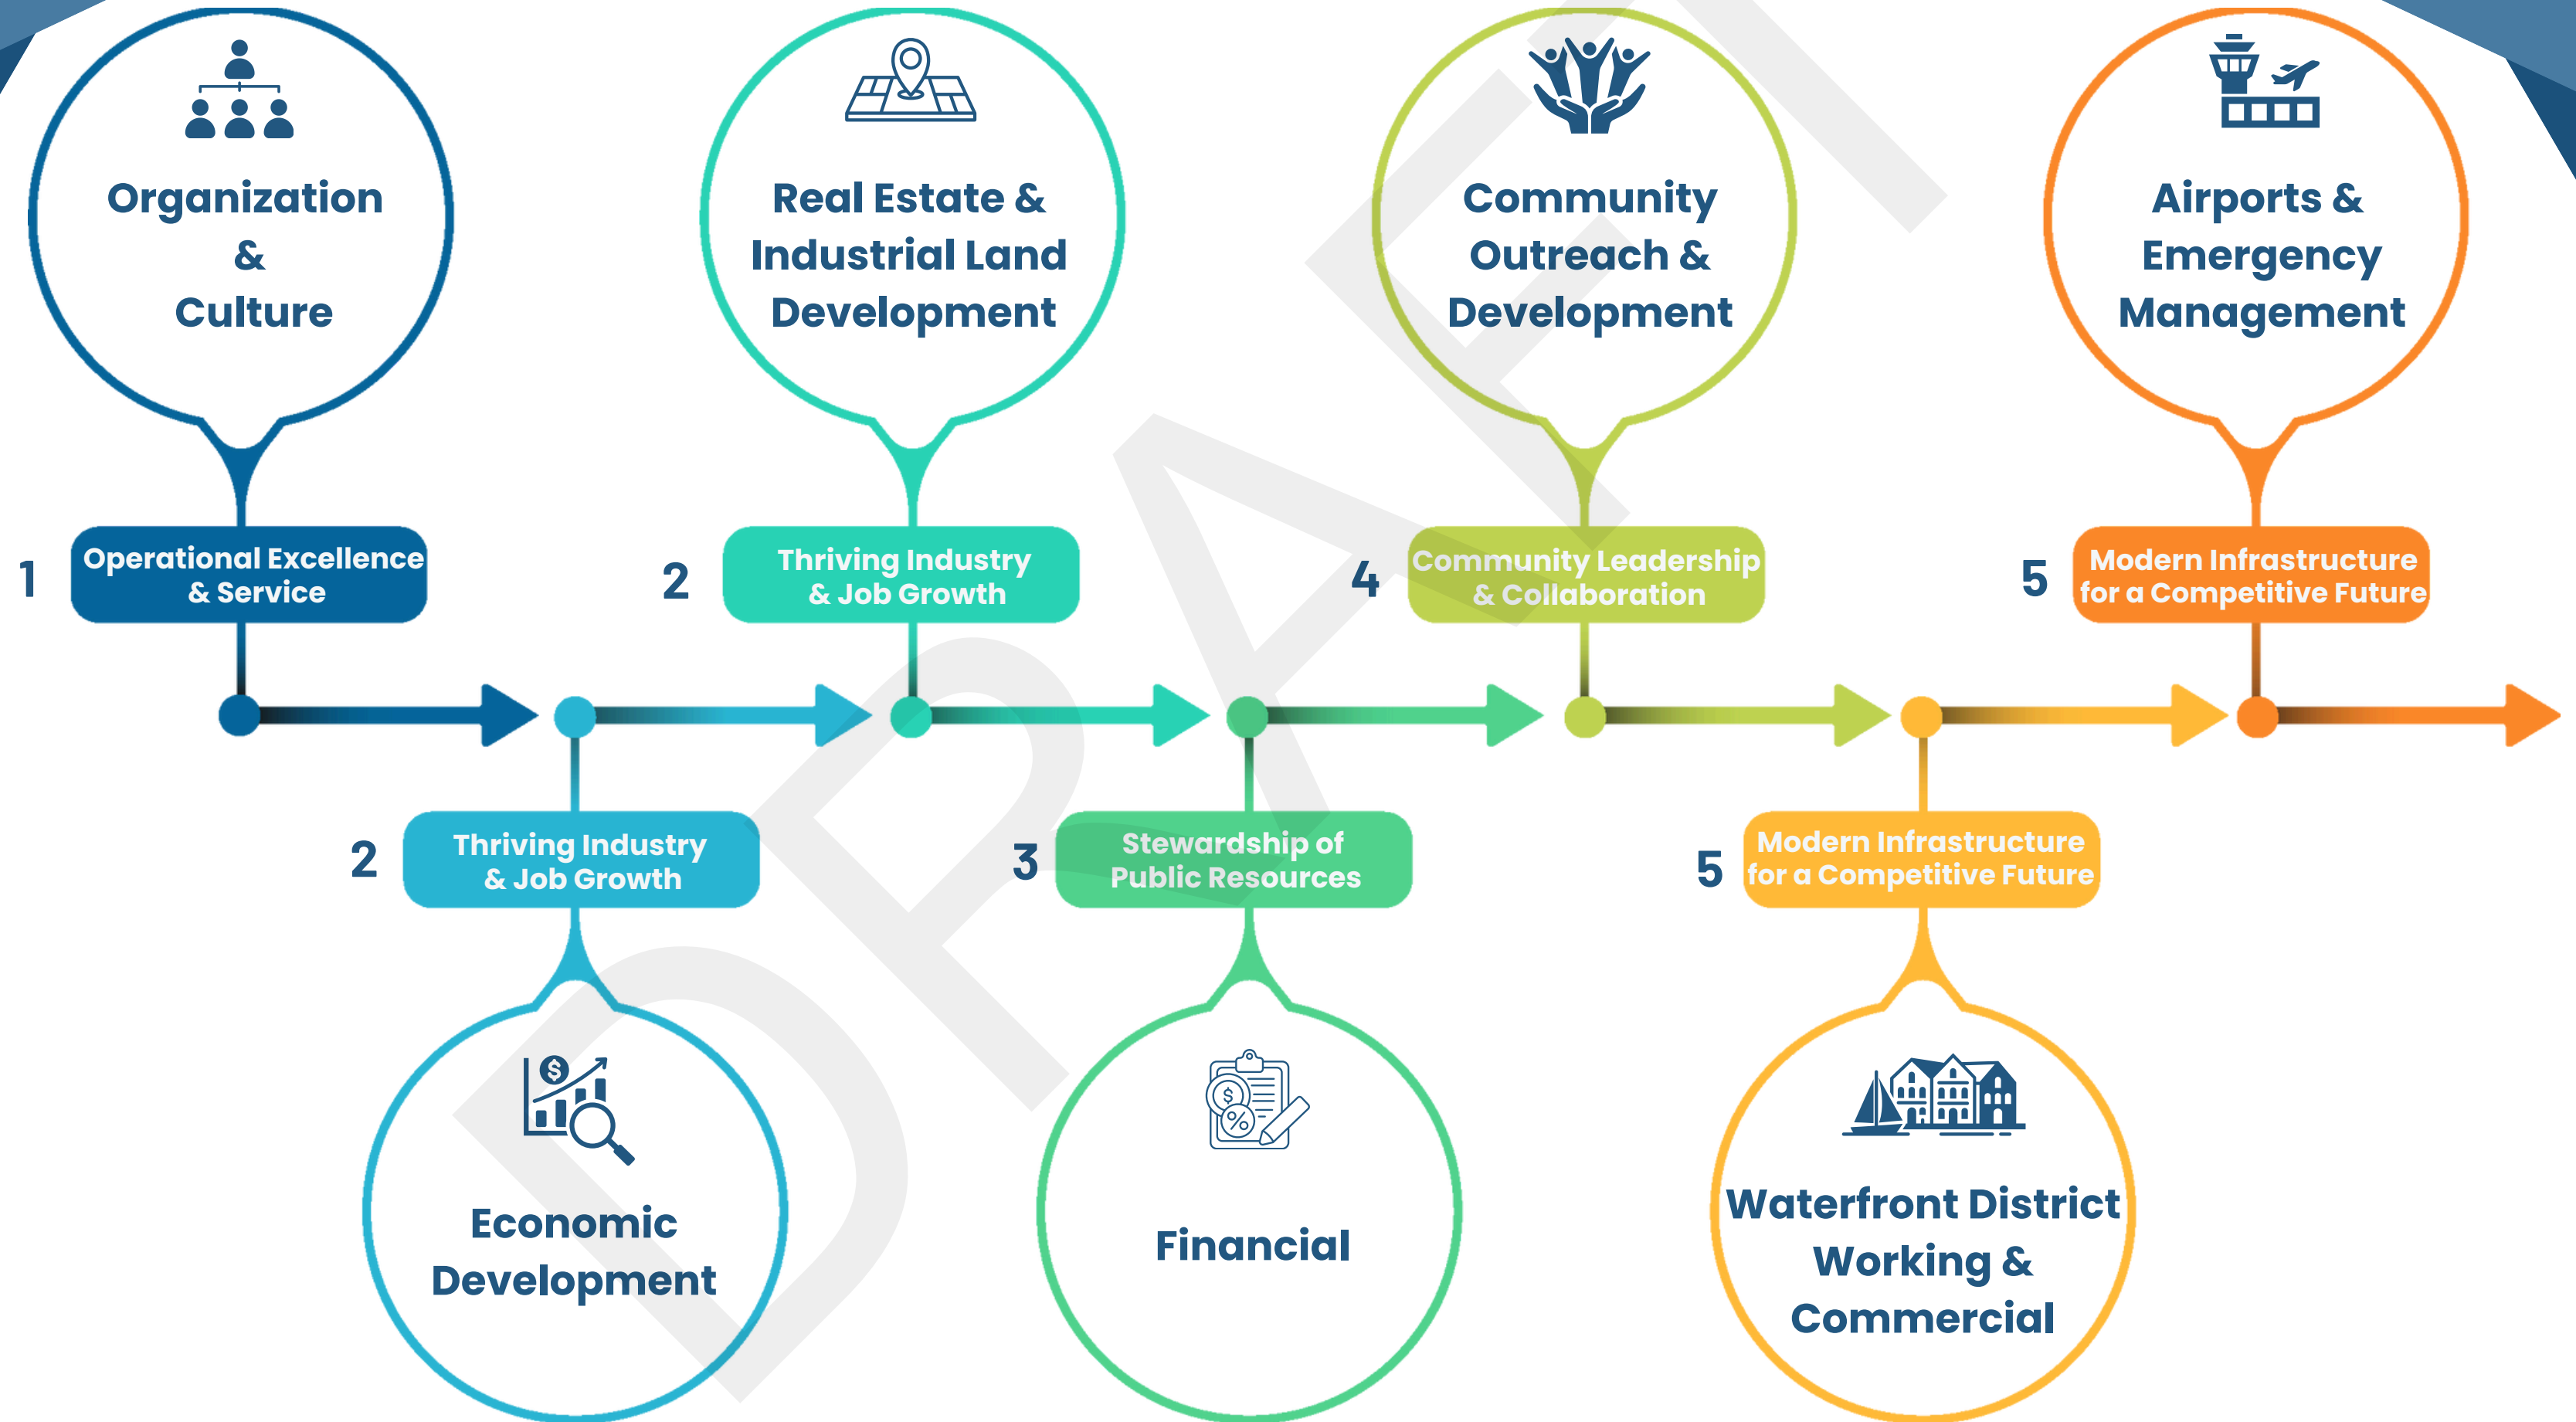 Organization
&
Culture
1
Operational Excellence
& Service
2
Thriving Industry
& Job Growth
$
Economic
Development
Real Estate &
Industrial Land
Development
2
Thriving Industry
& Job Growth
3
Stewardship of
Public Resources
$
%
Financial
Community
Outreach &
Development
4
Community Leadership
& Collaboration
5
Modern Infrastructure
for a Competitive Future
Waterfront District
Working &
Commercial
Airports &
Emergency
Management
5
Modern Infrastructure
for a Competitive Future
DRAFT